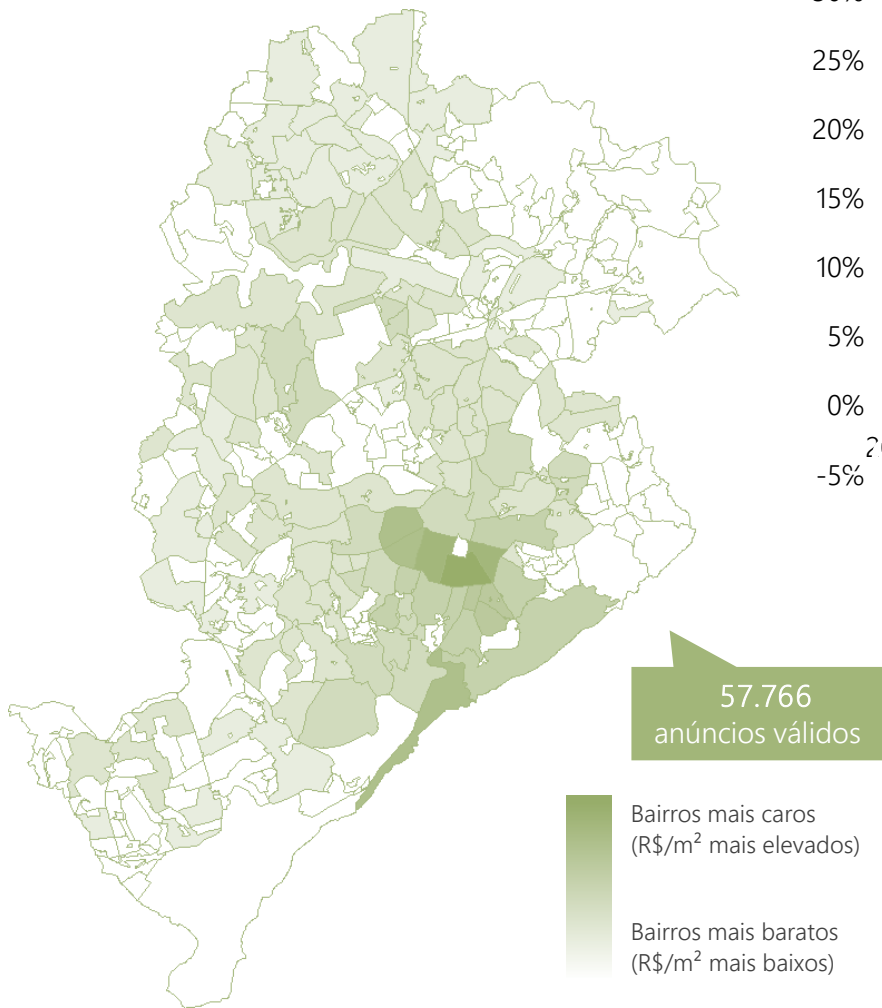 25%
20%
15%
10%
5%
0%
-5%
57.766
anúncios válidos
Bairros mais caros
(R$/m² mais elevados)
Bairros mais baratos
(R$/m² mais baixos)